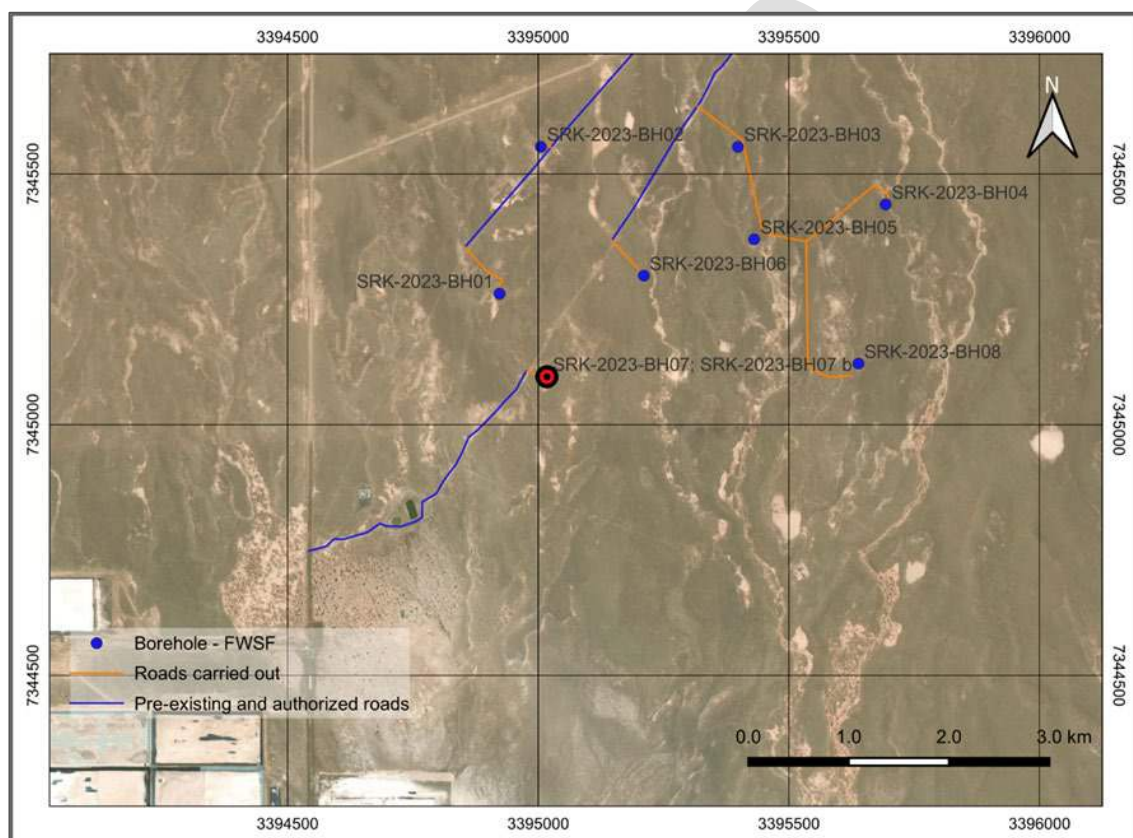 3394500
3395000
3395500
3396000
N
SRK-2023-BH02
SRK-2023-BH03
7345500
7345500
SRK-2023-BH04
SRK-2023-BH05
SRK-2023-BH06
SRK-2023-BH01
SRK-2023-BH07; SRK-2023-BH07 b
SRK-2023-BH08
7345000
7345000
Borehole - FWSF
Roads carried out
Pre-existing and authorized roads
7344500
7344500
0.0
1.0
2.0
3.0 km
3394500
3395000
3395500
3396000